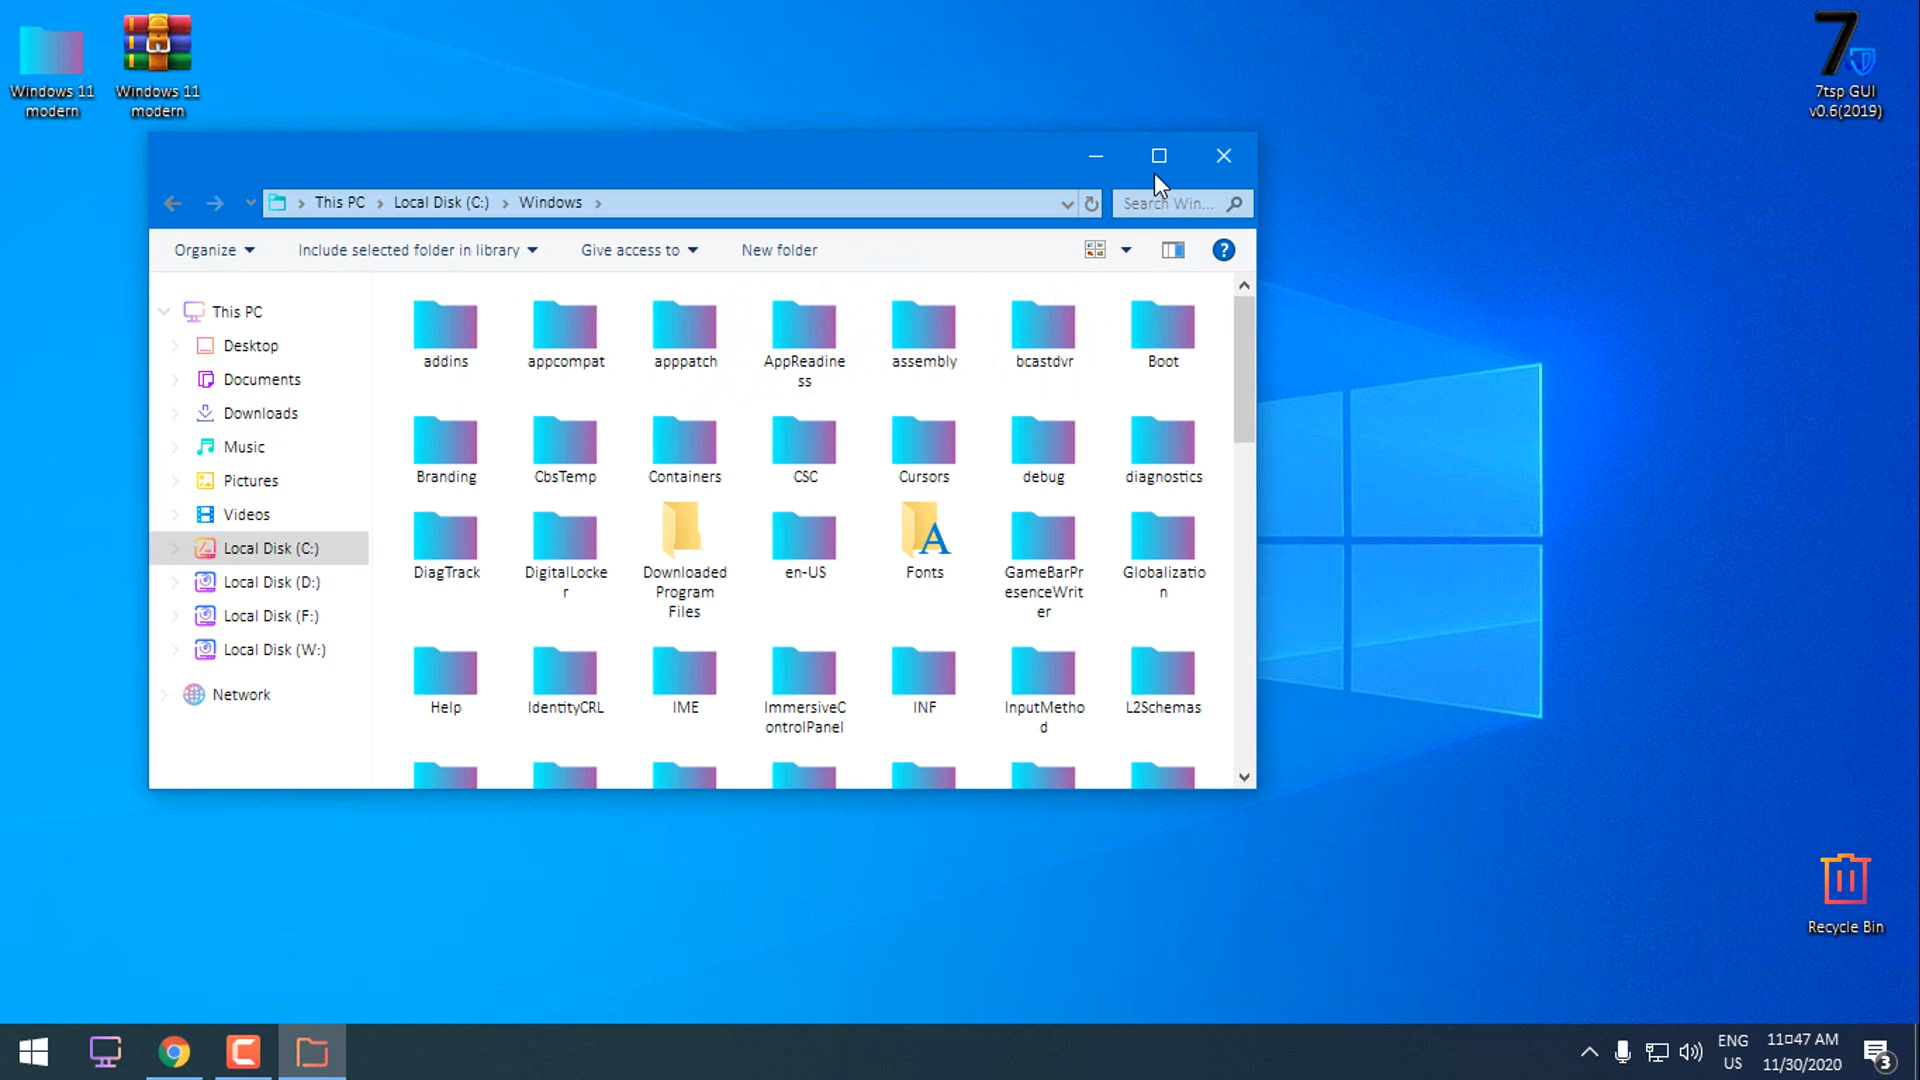 Windows 11
modern
Windows 11
modern
7
7tsp GUI
v0.6(2019)
This PC > Local Disk (C:) > Windows >
Search Win...
Organize
Include selected folder in library
Give access to
New folder
?
This PC
Desktop
Documents
Downloads
Music
Pictures
Videos
Local Disk (C:)
Local Disk (D:)
Local Disk (F:)
Local Disk (W:)
Network
addins
appcompat
apppatch
AppReadine
ss
assembly
bcastdvr
Boot
Branding
CbsTemp
Containers
CSC
Cursors
debug
diagnostics
DiagTrack
DigitalLocke
r
Downloaded
Program
Files
en-US
A
Fonts
GameBarPr
esenceWrit
er
Globalizatio
n
Help
IdentityCRL
IME
ImmersiveC
ontrolPanel
INF
InputMetho
d
L2Schemas
Recycle Bin
ENG
US
11□47 AM
11/30/2020
3